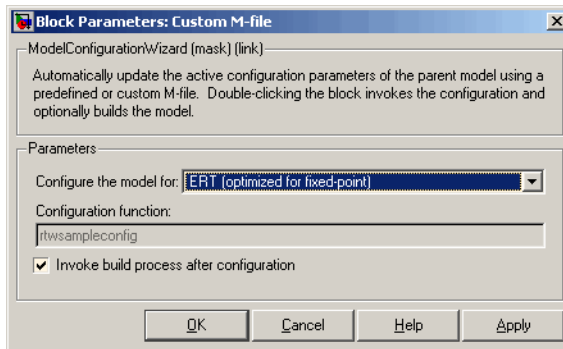 Block Parameters: Custom M-file
ModelConfigurationWizard (mask) (link)
Automatically update the active configuration parameters of the parent model using a
predefined or custom M-file. Double-clicking the block invokes the configuration and
optionally builds the model.
Parameters
Configure the model for: ERT (optimized for fixed-point)
Configuration function:
rtwsampleconfig
Invoke build process after configuration
OK Cancel Help Apply